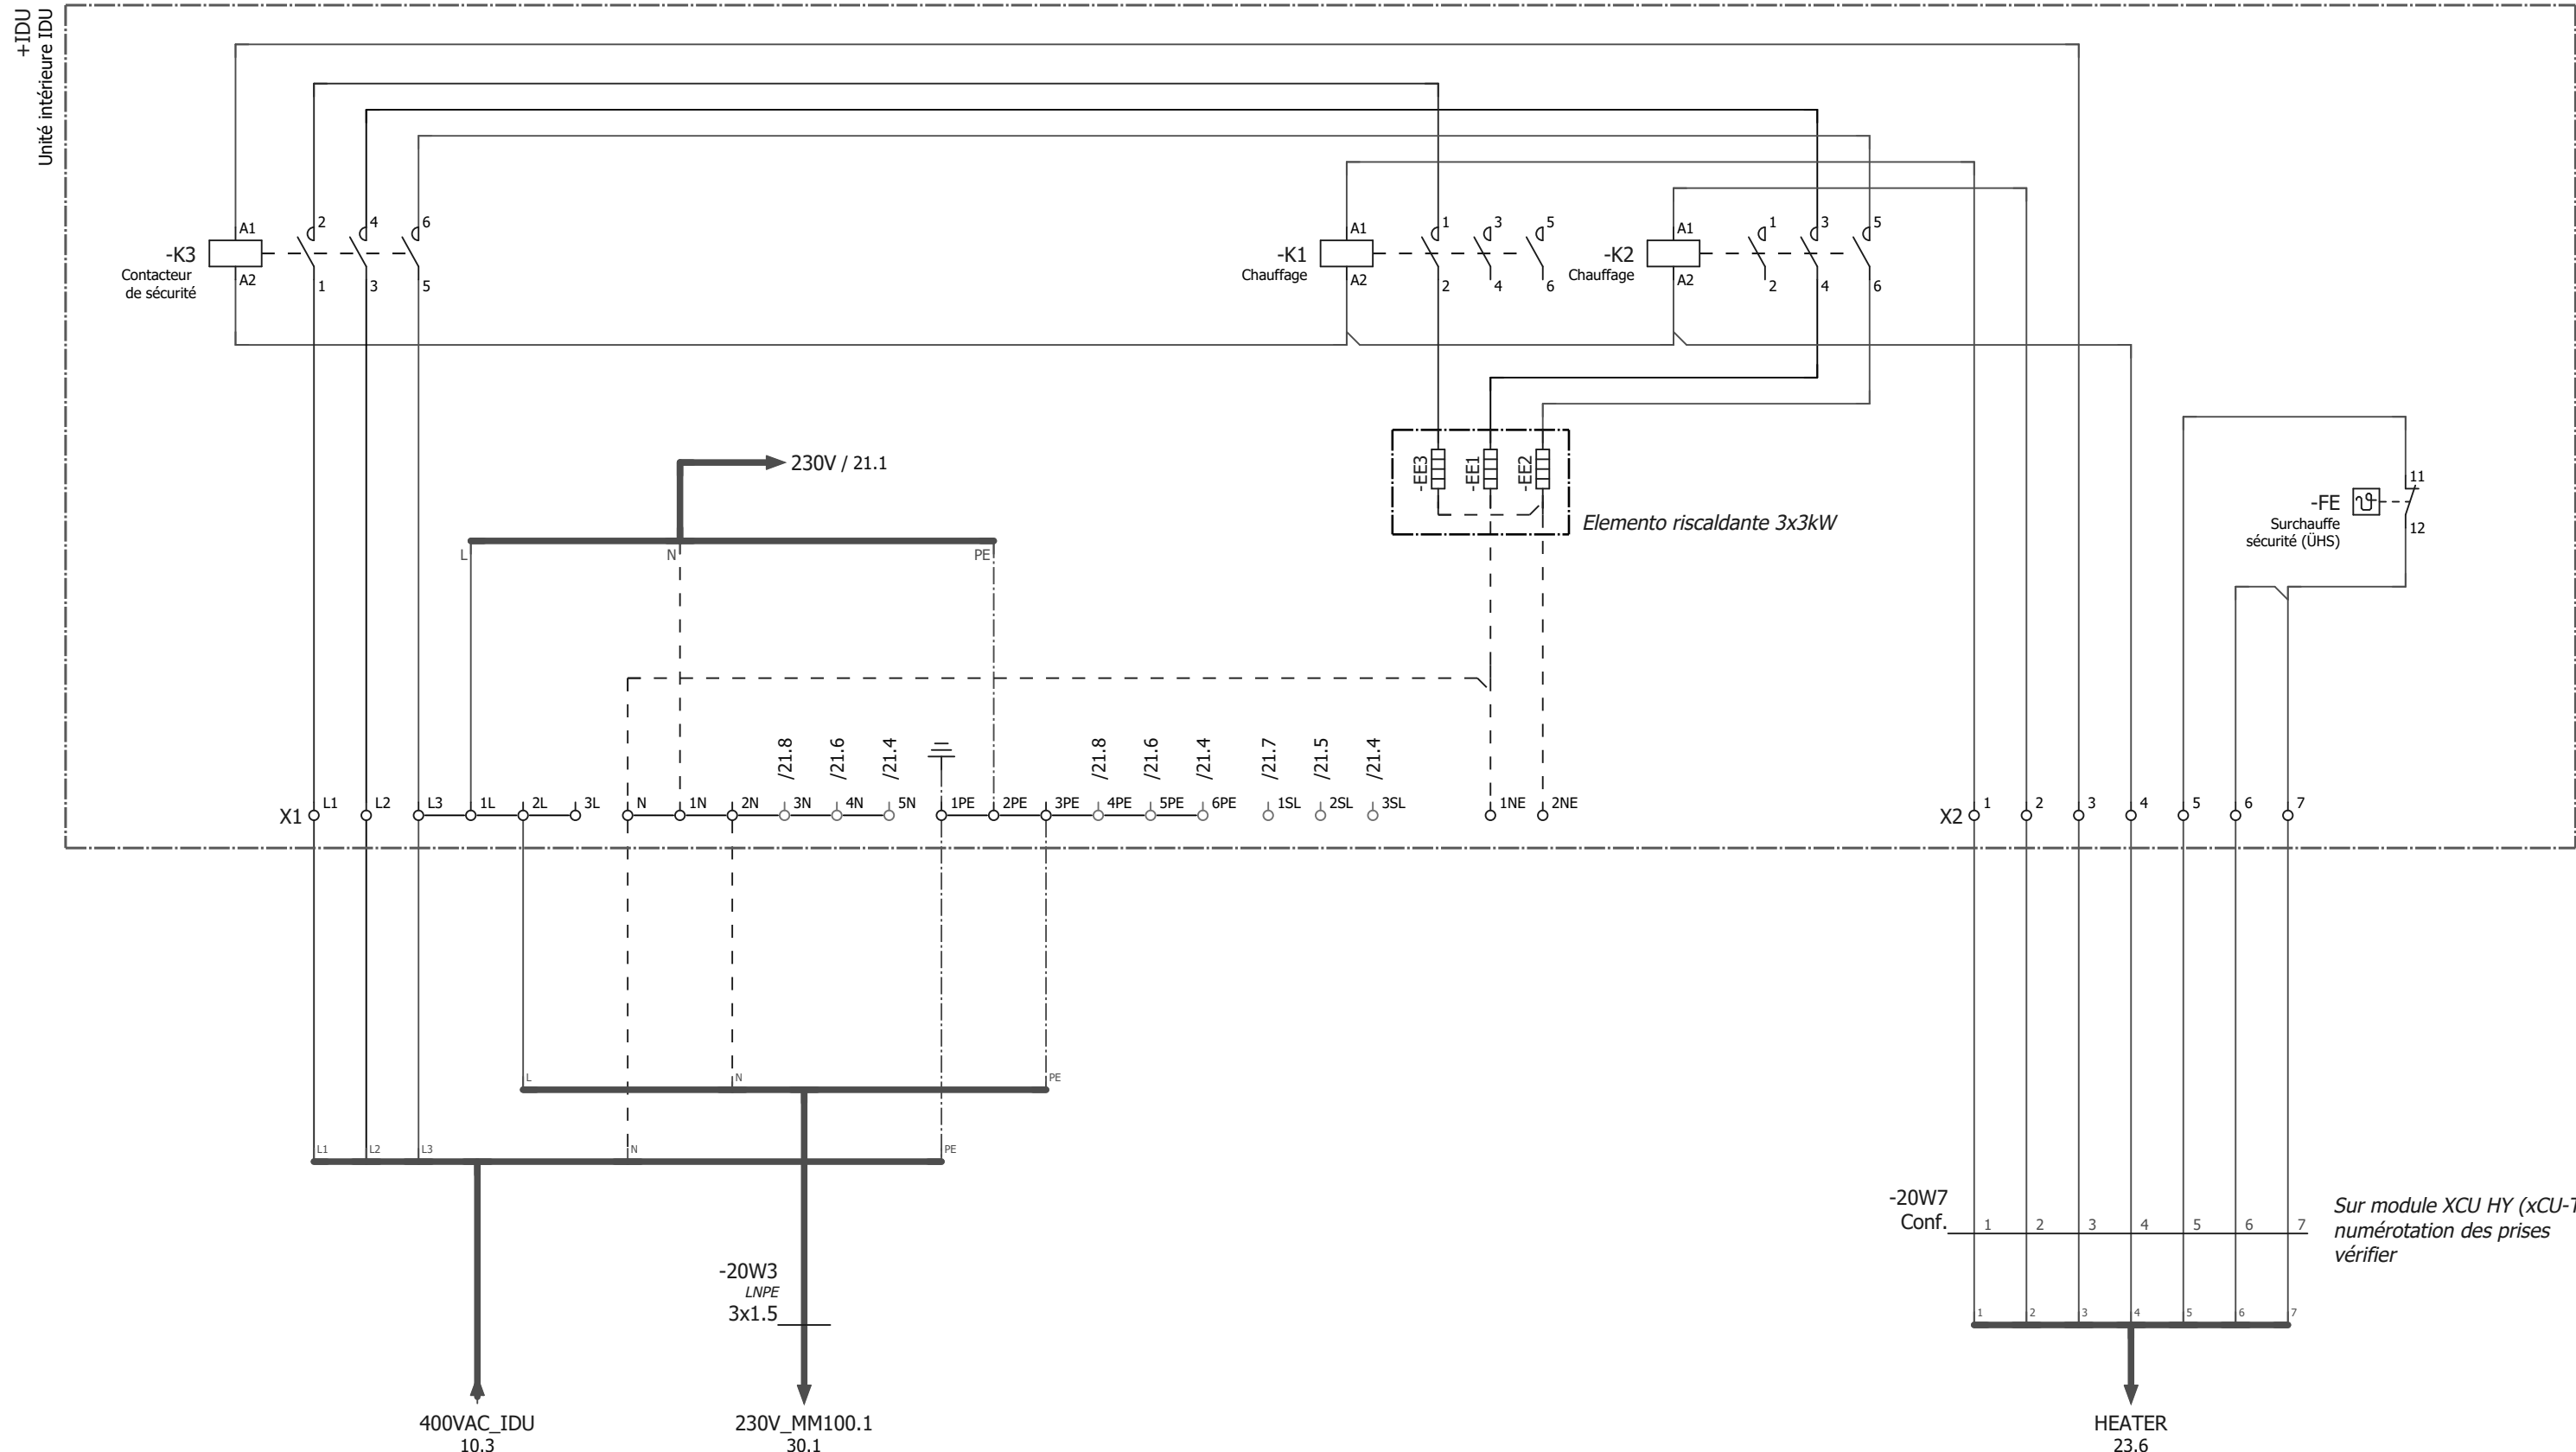 +IDU
Unité intérieure IDU
-K3
Contacteur
de sécurité
A1
A2
2
4
6
1
3
5
-K1
Chauffage
A1
A2
1
3
5
2
4
6
-K2
Chauffage
A1
A2
1
3
5
2
4
6
230V / 21.1
-EE3
-EE1
-EE2
Elemento riscaldante 3x3kW
-FE
Surchauffe
sécurité (ÜHS)
11
12
L
N
PE
/21.8
/21.6
/21.4
/21.8
/21.6
/21.4
/21.7
/21.5
/21.4
X1
L1
L2
L3
1L
2L
3L
N
1N
2N
3N
4N
5N
1PE
2PE
3PE
4PE
5PE
6PE
1SL
2SL
3SL
1NE
2NE
X2
1
2
3
4
5
6
7
L
N
PE
L1
L2
L3
N
PE
-20W3
LNPE
3x1.5
-20W7
Conf.
1
2
3
4
5
6
7
Sur module XCU HY (xCU-T
numérotation des prises
vérifier
1
2
3
4
5
6
7
400VAC_IDU
10.3
230V_MM100.1
30.1
HEATER
23.6